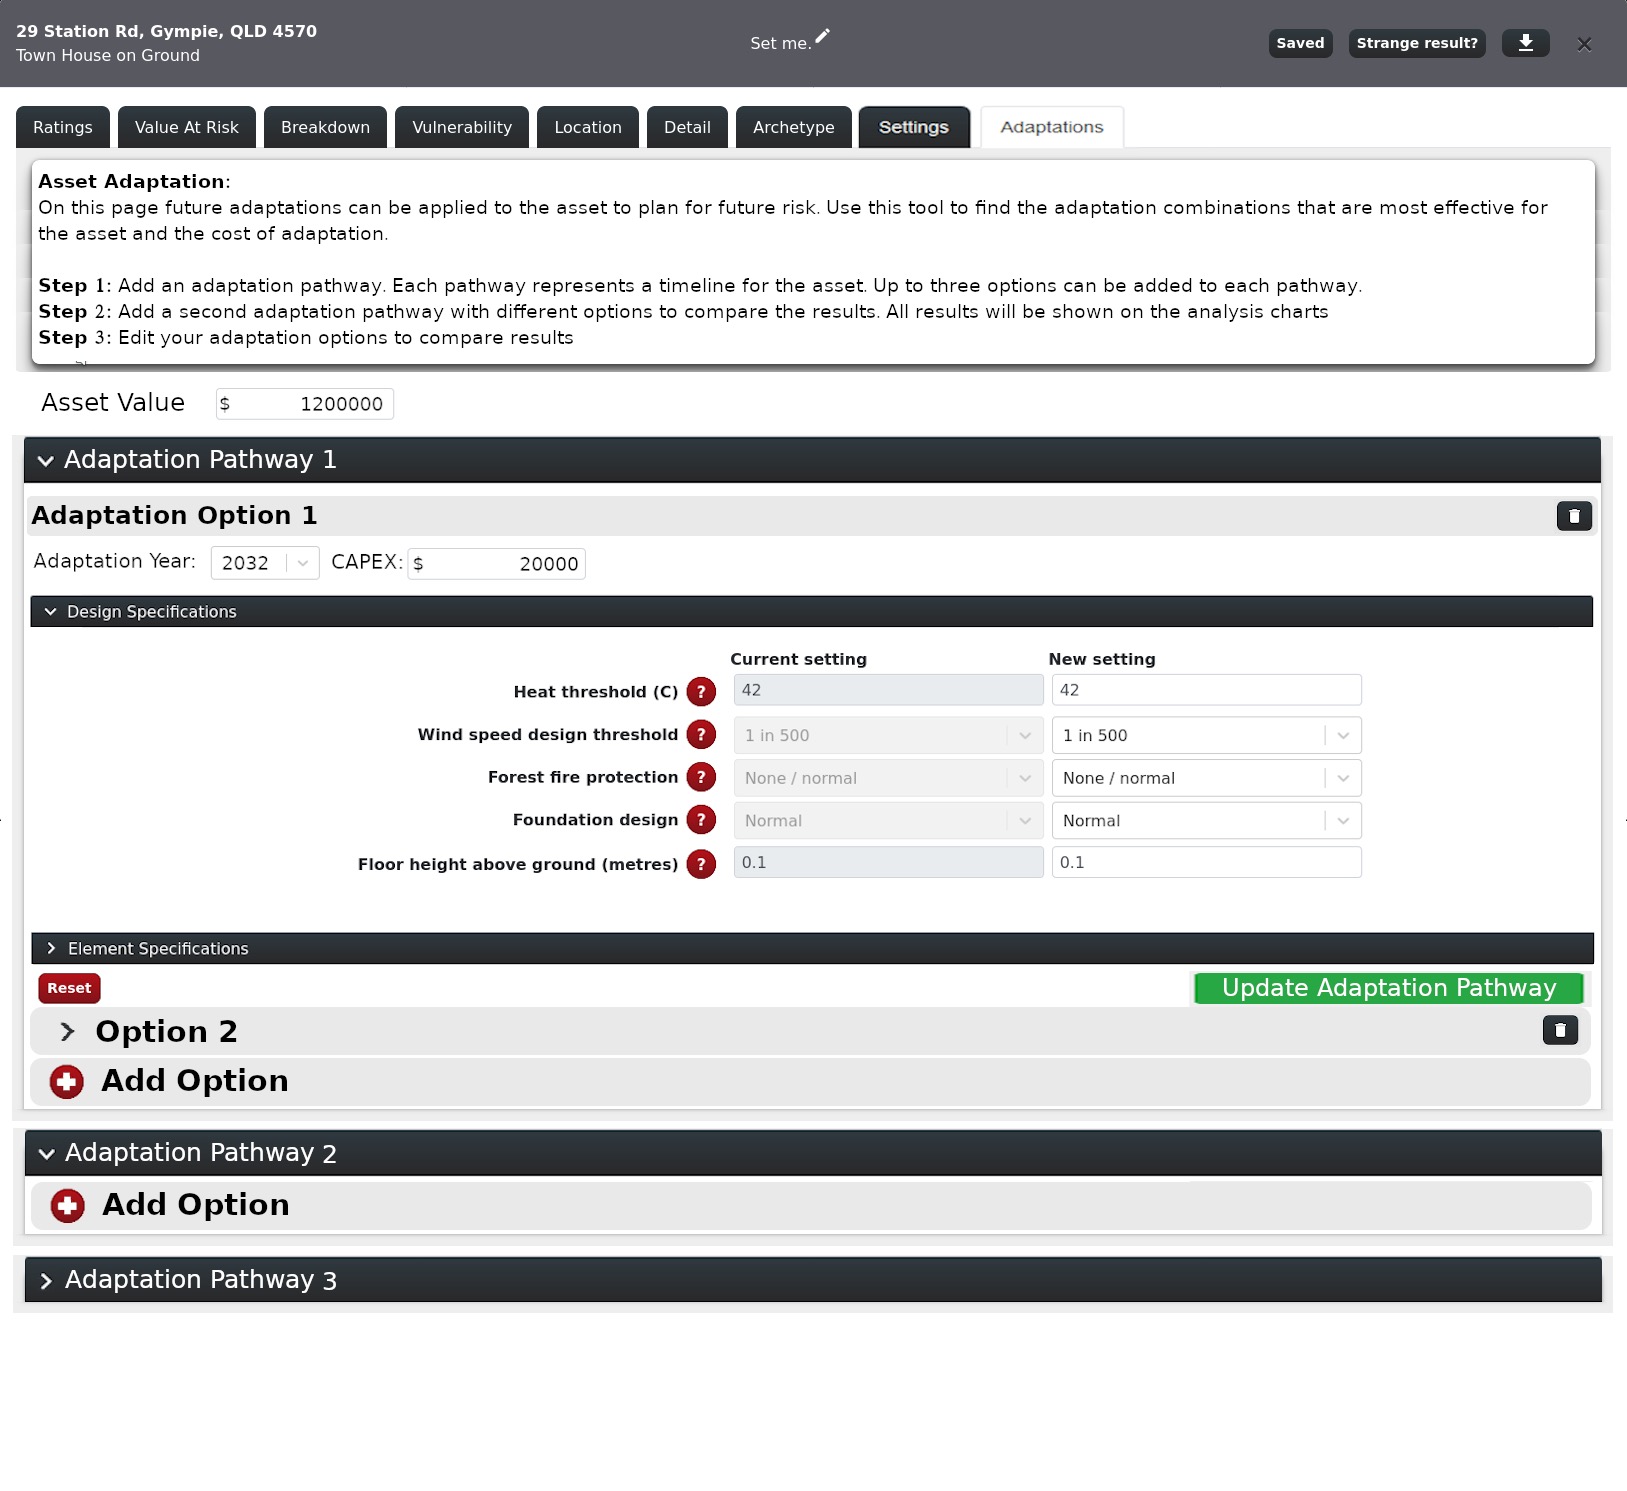 29 Station Rd, Gympie, QLD 4570
Town House on Ground
Set me.
Saved
Strange result?
Ratings
Value At Risk
Breakdown
Vulnerability
Location
Detail
Archetype
Settings
Adaptations
Asset Adaptation:
On this page future adaptations can be applied to the asset to plan for future risk. Use this tool to find the adaptation combinations that are most effective for
the asset and the cost of adaptation.
Step 1: Add an adaptation pathway. Each pathway represents a timeline for the asset. Up to three options can be added to each pathway.
Step 2: Add a second adaptation pathway with different options to compare the results. All results will be shown on the analysis charts
Step 3: Edit your adaptation options to compare results
Asset Value $ 1200000
Adaptation Pathway 1
Adaptation Option 1
Adaptation Year: 2032 CAPEX: $ 20000
Design Specifications
Current setting New setting
Heat threshold (C) ? 42 42
Wind speed design threshold ? 1 in 500 1 in 500
Forest fire protection ? None / normal None / normal
Foundation design ? Normal Normal
Floor height above ground (metres) ? 0.1 0.1
Element Specifications
Reset
Update Adaptation Pathway
Option 2
Add Option
Adaptation Pathway 2
Add Option
Adaptation Pathway 3